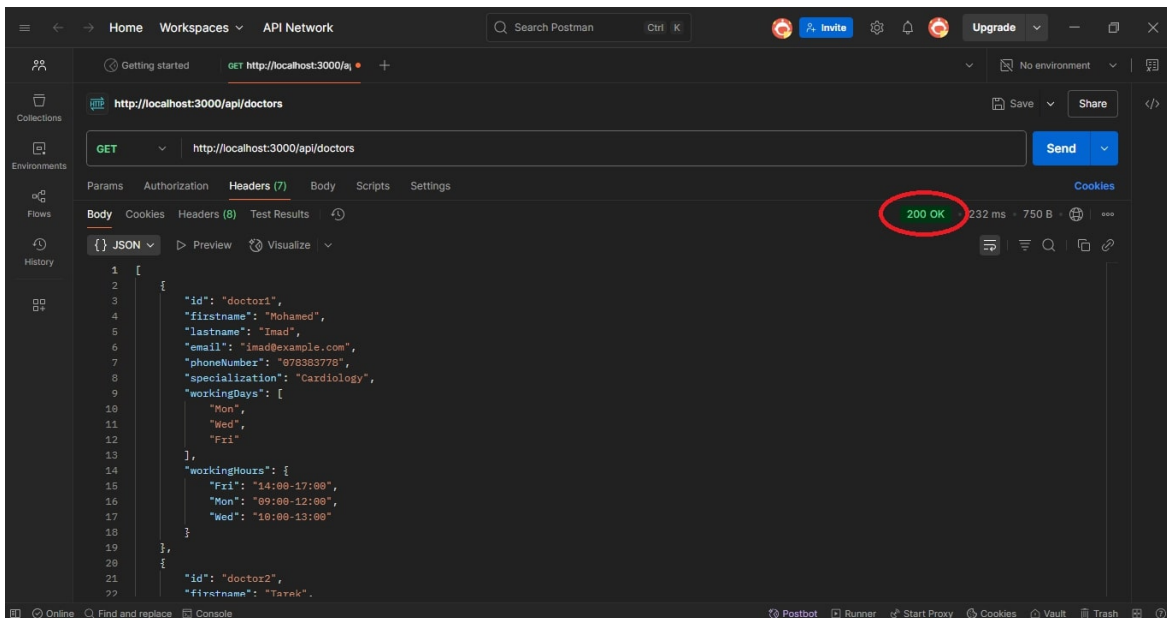 Home Workspaces API Network Search Postman Ctrl K Invite Upgrade
Getting started GET http://localhost:3000/a No environment
HTTP http://localhost:3000/api/doctors Save Share
Collections
GET http://localhost:3000/api/doctors Send
Environments
Params Authorization Headers (7) Body Scripts Settings Cookies
Flows
Body Cookies Headers (8) Test Results 200 OK 232 ms 750 B
{} JSON Preview Visualize
History
1 [
2 {
3 "id": "doctor1",
4 "firstname": "Mohamed",
5 "lastname": "Imad",
6 "email": "imad@example.com",
7 "phoneNumber": "078383778",
8 "specialization": "Cardiology",
9 "workingDays": [
10 "Mon",
11 "Wed",
12 "Fri"
13 ],
14 "workingHours": {
15 "Fri": "14:00-17:00",
16 "Mon": "09:00-12:00",
17 "Wed": "10:00-13:00"
18 }
19 },
20 {
21 "id": "doctor2",
22 "firstname": "Tarek",
Online Find and replace Console Postbot Runner Start Proxy Cookies Vault Trash